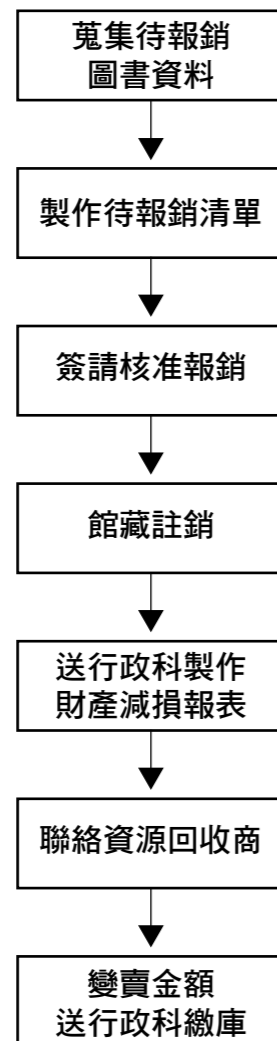 蒐集待報銷
圖書資料
製作待報銷清單
簽請核准報銷
館藏註銷
送行政科製作
財產減損報表
聯絡資源回收商
變賣金額
送行政科繳庫